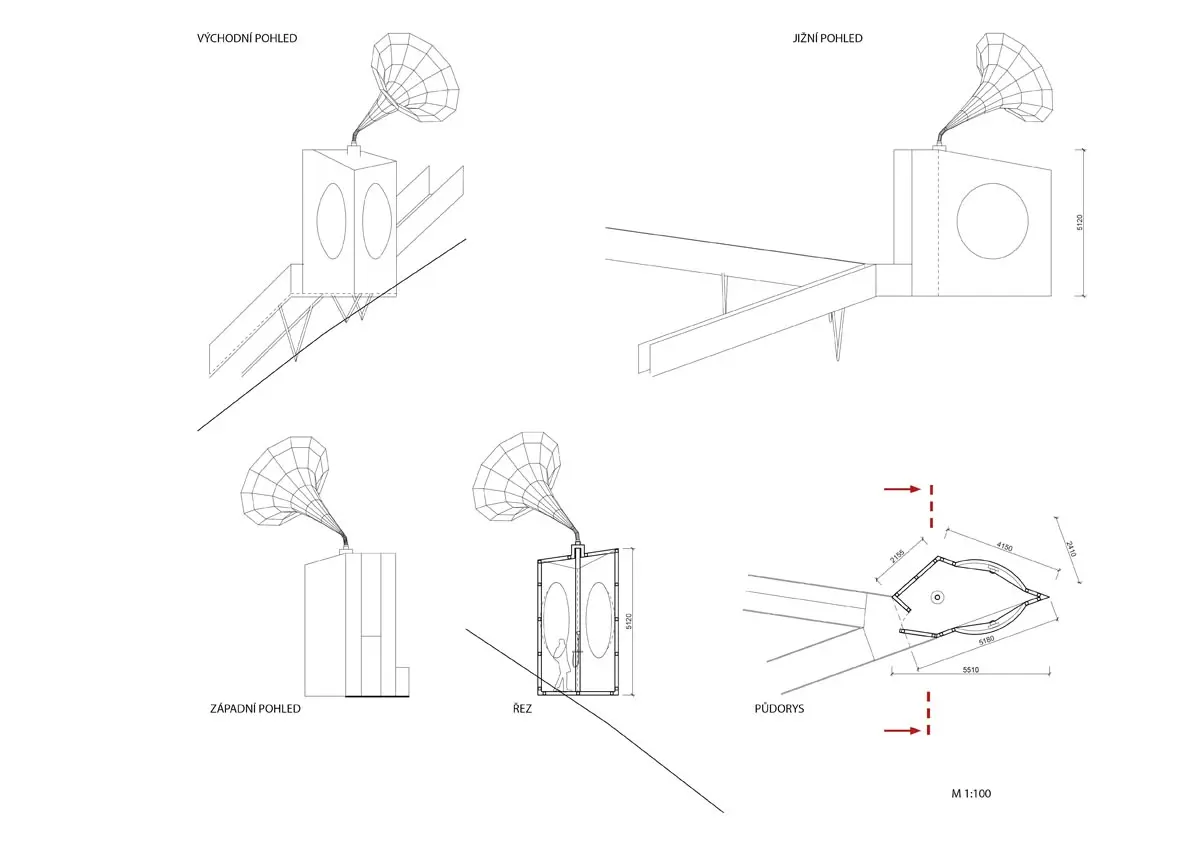 VÝCHODNÍ POHLED
JIŽNÍ POHLED
5120
ZÁPADNÍ POHLED
ŘEZ
5120
PŮDORYS
2155
4150
2410
5180
5510
M 1:100